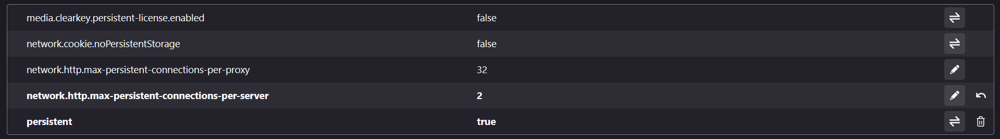 media.clearkey.persistent-license.enabled false
network.cookie.noPersistentStorage false
network.http.max-persistent-connections-per-proxy 32
network.http.max-persistent-connections-per-server 2
persistent true